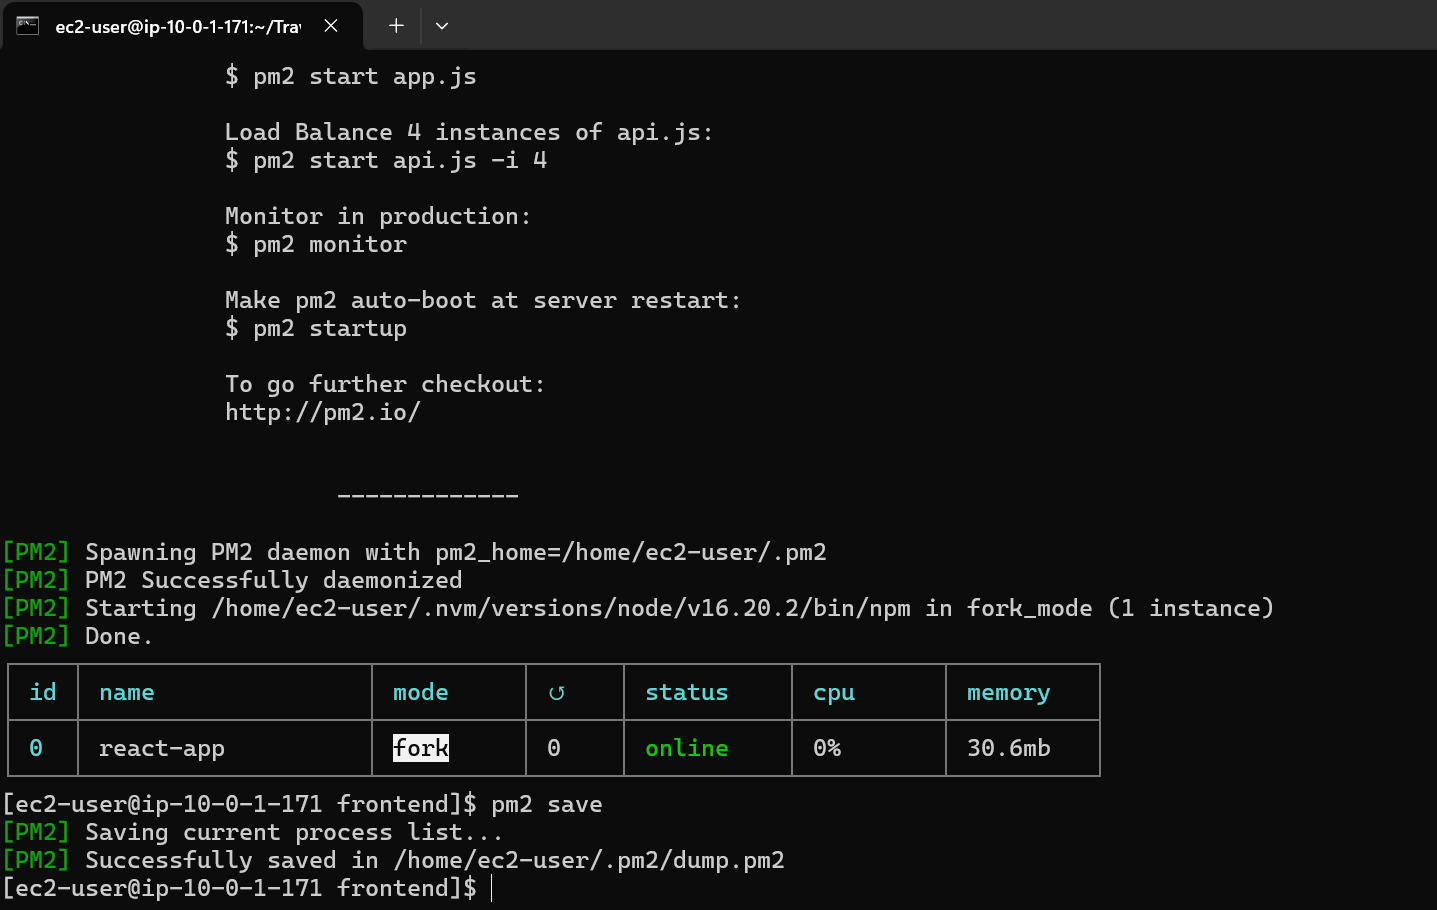 ec2-user@ip-10-0-1-171:~/Tra
$ pm2 start app.js
Load Balance 4 instances of api.js:
$ pm2 start api.js -i 4
Monitor in production:
$ pm2 monitor
Make pm2 auto-boot at server restart:
$ pm2 startup
To go further checkout:
http://pm2.io/
-------------
[PM2] Spawning PM2 daemon with pm2_home=/home/ec2-user/.pm2
[PM2] PM2 Successfully daemonized
[PM2] Starting /home/ec2-user/.nvm/versions/node/v16.20.2/bin/npm in fork_mode (1 instance)
[PM2] Done.
id name mode ↺ status cpu memory
0 react-app fork 0 online 0% 30.6mb
[ec2-user@ip-10-0-1-171 frontend]$ pm2 save
[PM2] Saving current process list...
[PM2] Successfully saved in /home/ec2-user/.pm2/dump.pm2
[ec2-user@ip-10-0-1-171 frontend]$